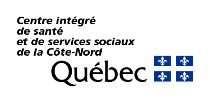 Centre intégré
de santé
et de services sociaux
de la Côte-Nord
Québec